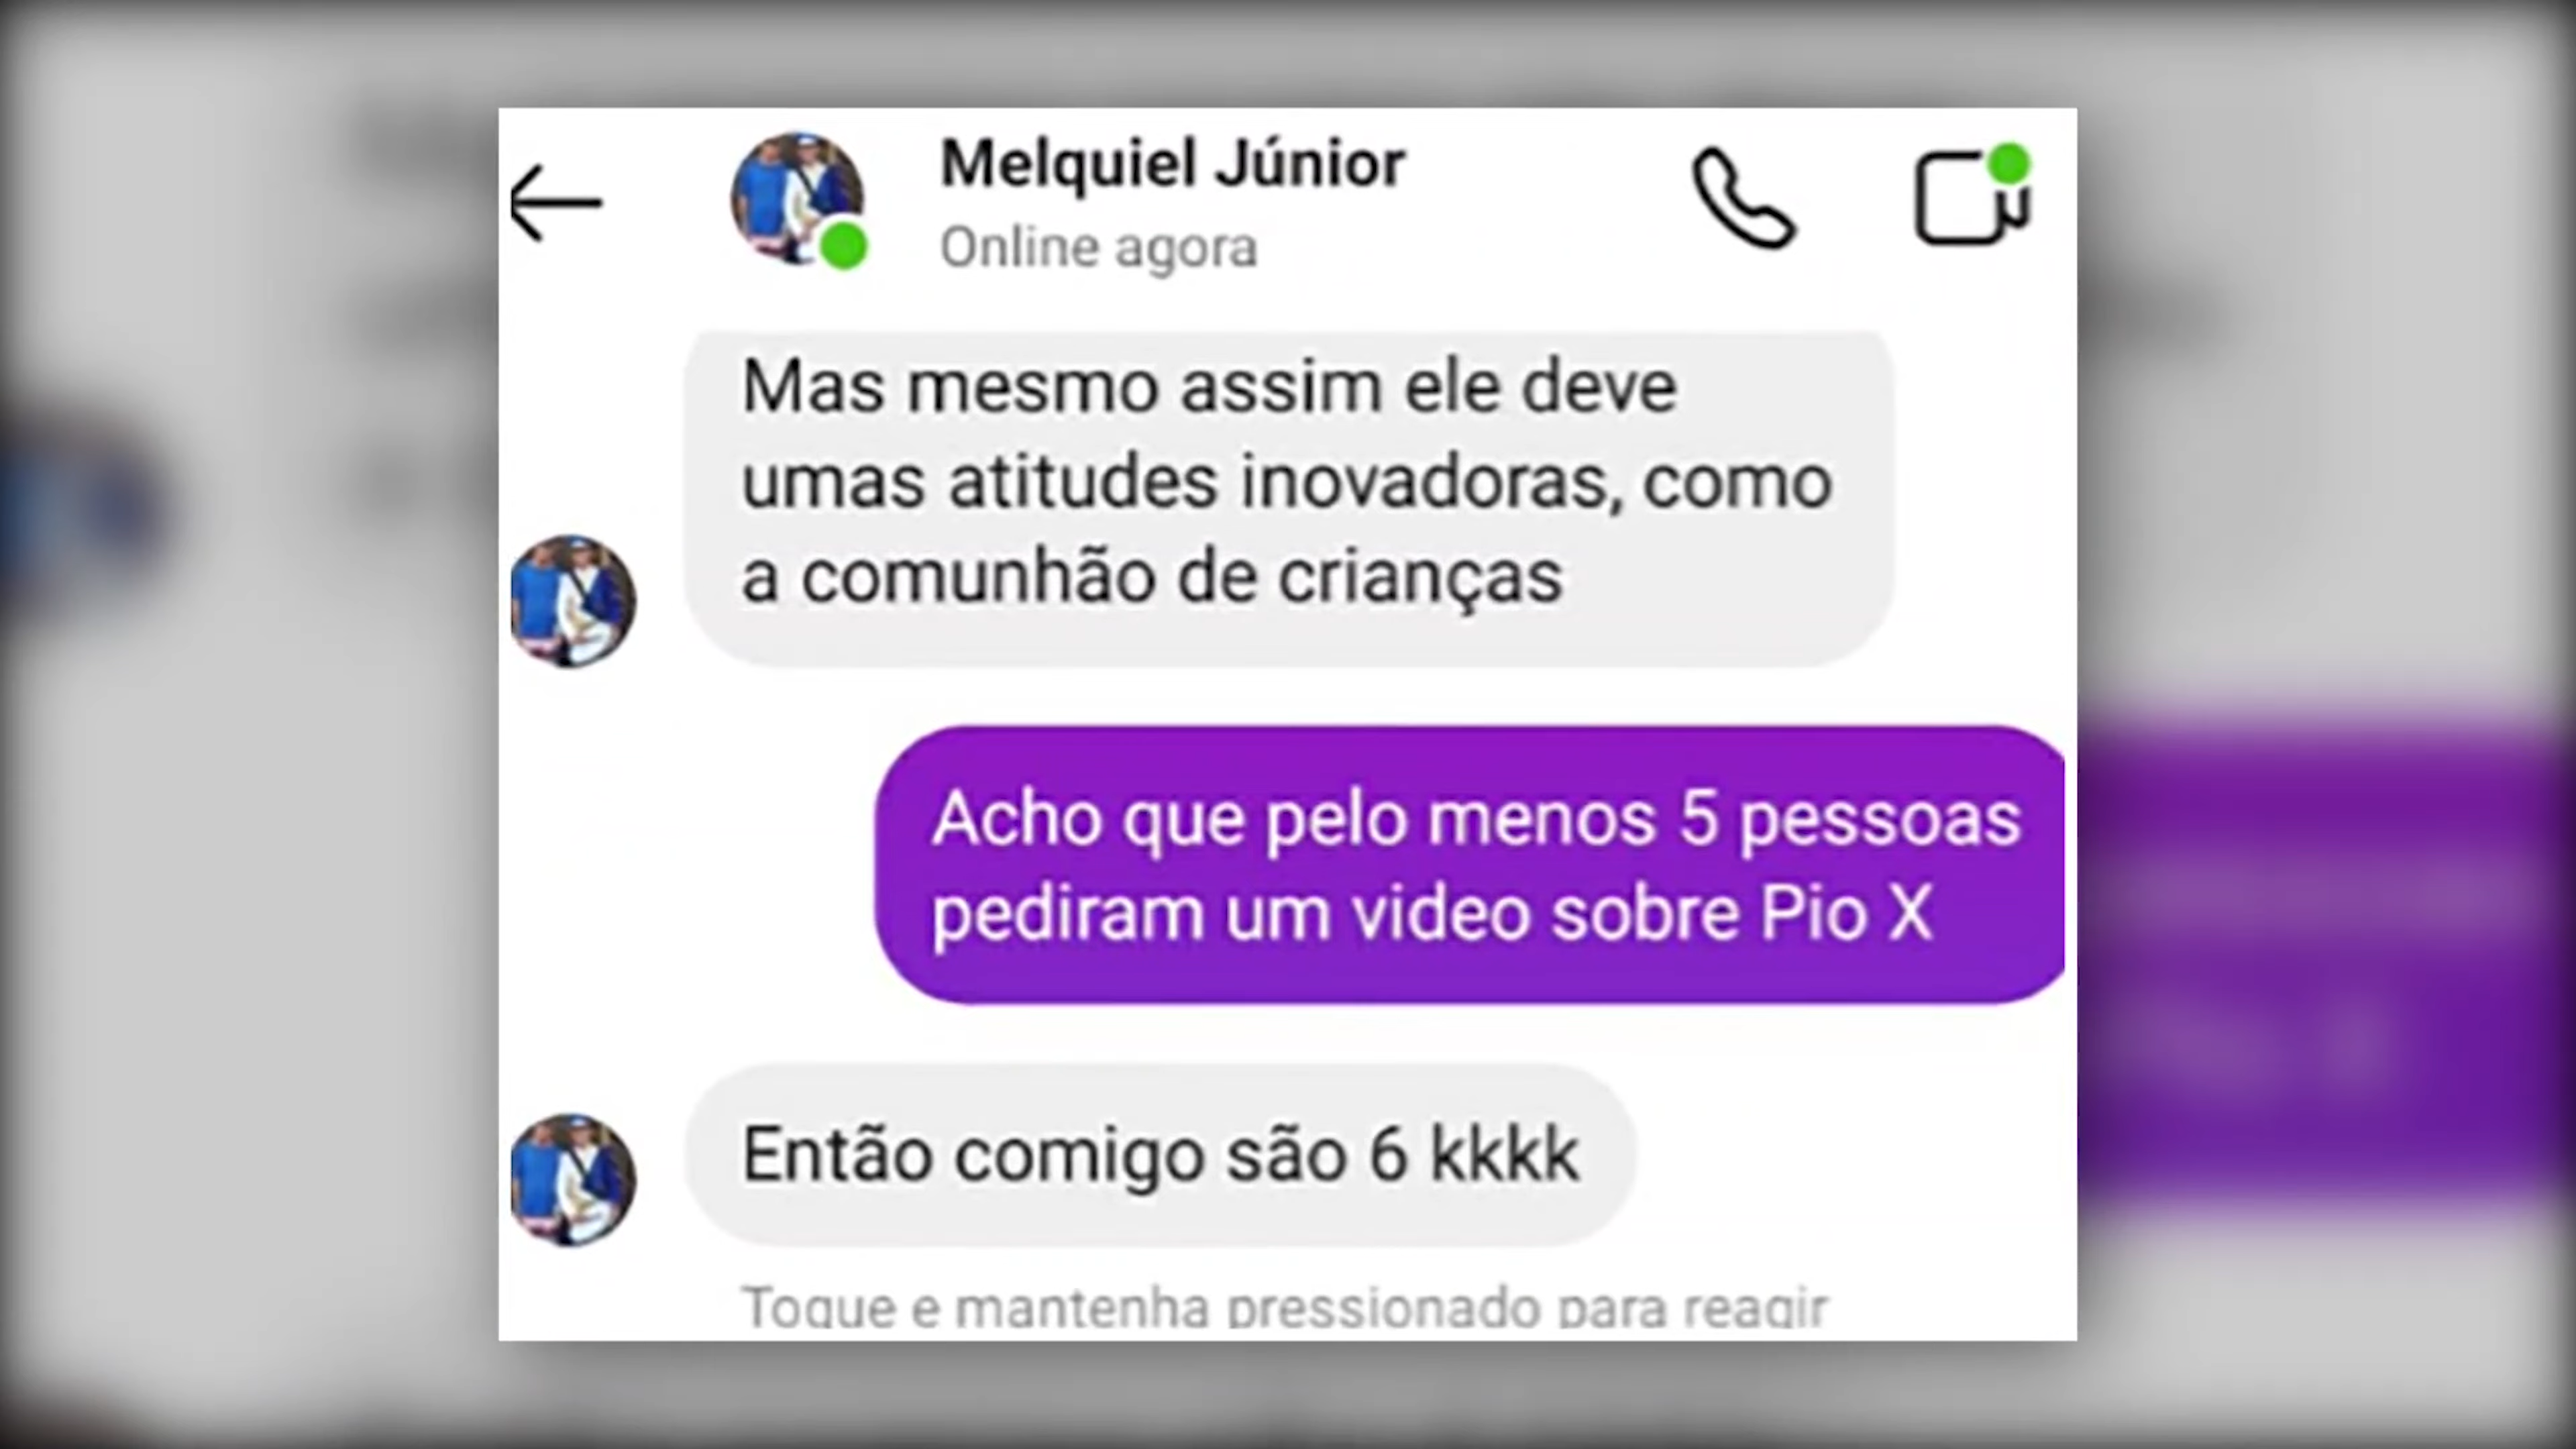 Melquiel Júnior
Online agora
Mas mesmo assim ele deve
umas atitudes inovadoras, como
a comunhão de crianças
Acho que pelo menos 5 pessoas
pediram um video sobre Pio X
Então comigo são 6 kkkk
Toque e mantenha pressionado para reagir